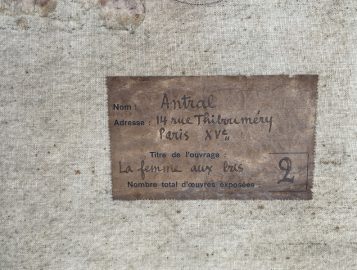 Nom : Antral
Adresse : 14 rue Thibouméry
Paris XVe
Titre de l'ouvrage :
La femme aux bas
Nombre total d'œuvres exposées : 2